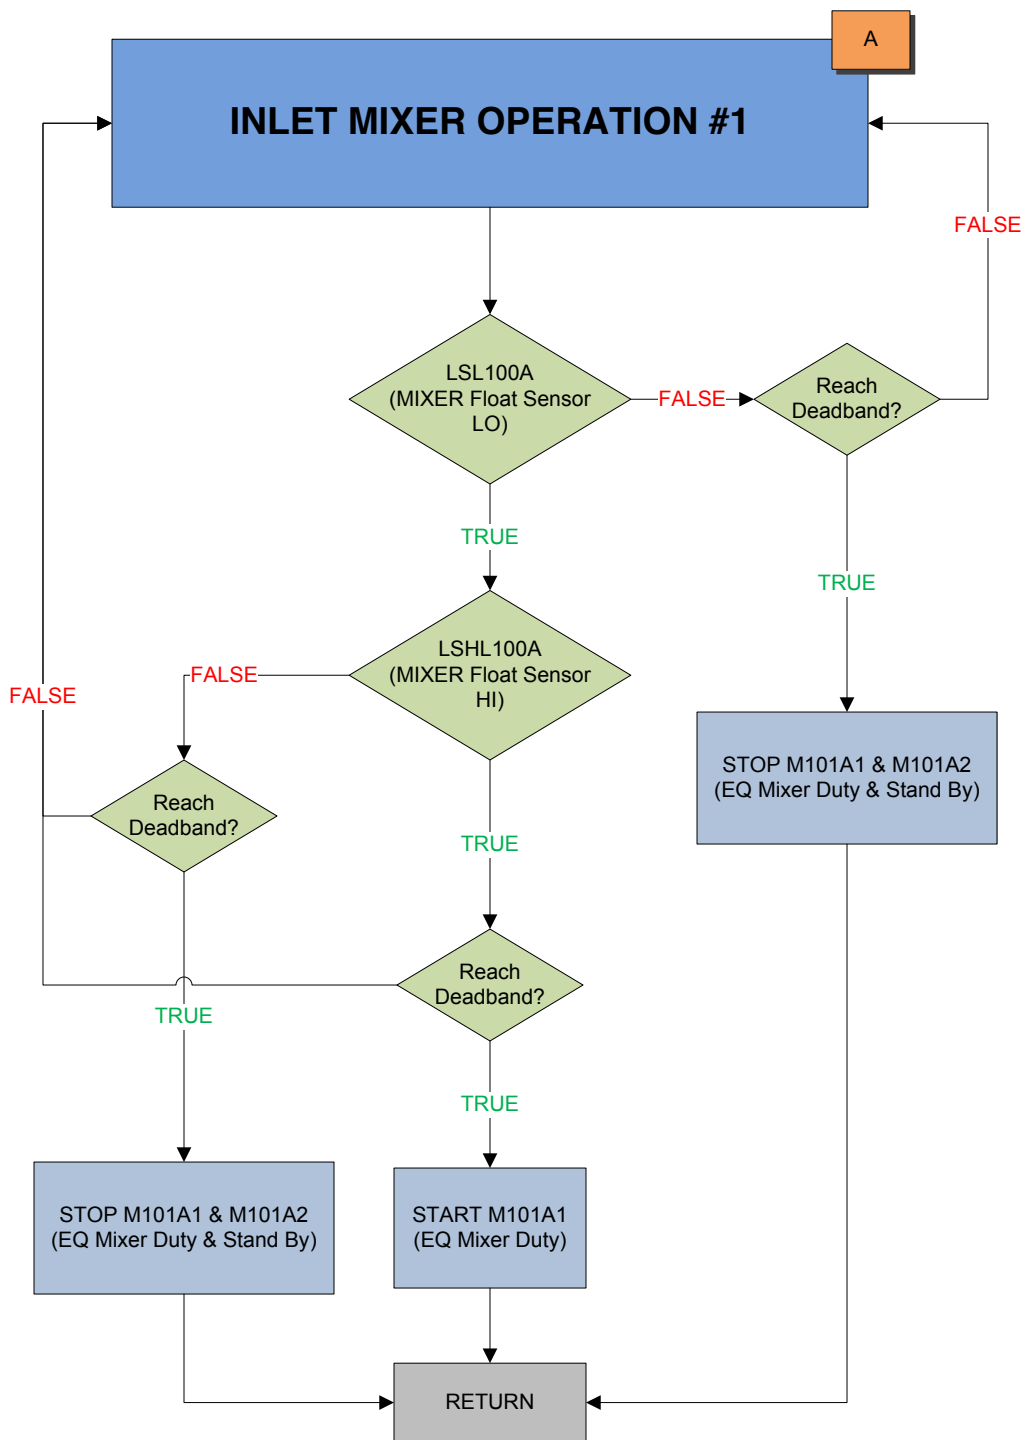 A
INLET MIXER OPERATION #1
FALSE
LSL100A
(MIXER Float Sensor
LO)
FALSE
Reach
Deadband?
TRUE
TRUE
LSHL100A
(MIXER Float Sensor
HI)
FALSE
FALSE
STOP M101A1 & M101A2
(EQ Mixer Duty & Stand By)
Reach
Deadband?
TRUE
Reach
Deadband?
TRUE
TRUE
STOP M101A1 & M101A2
(EQ Mixer Duty & Stand By)
START M101A1
(EQ Mixer Duty)
RETURN